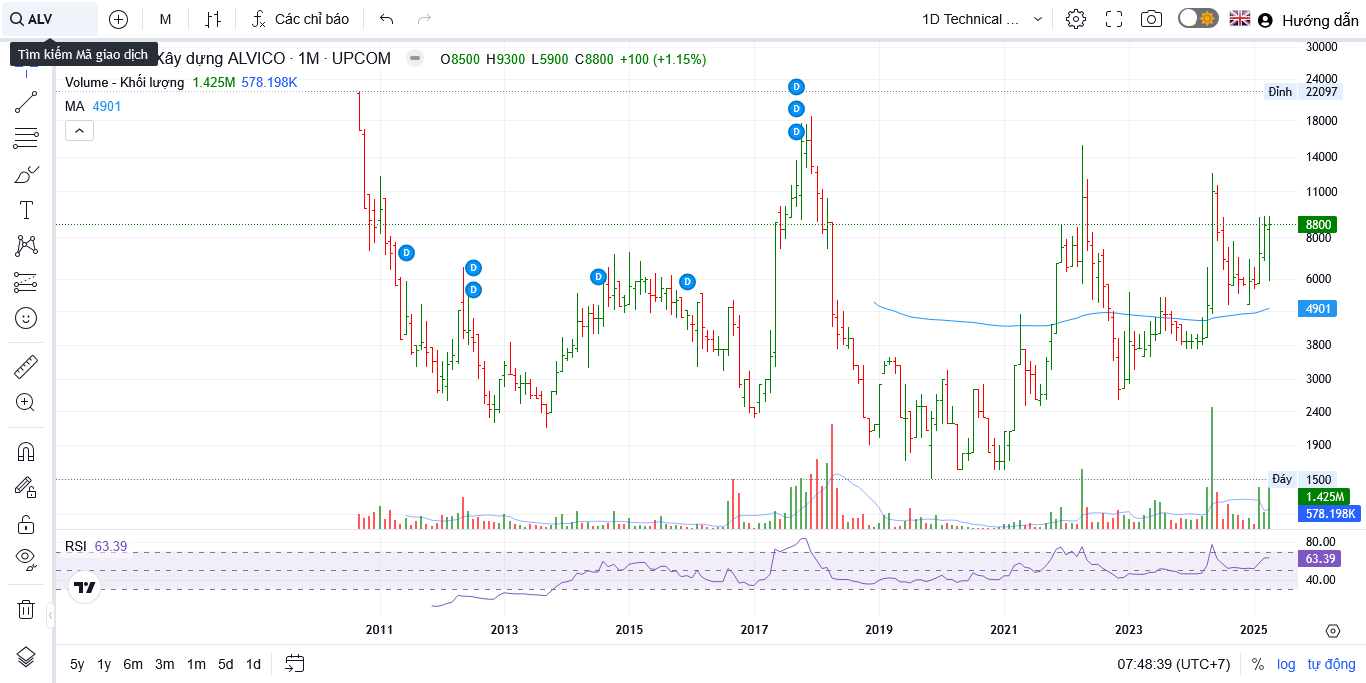 ALV
M
Các chỉ báo
1D Technical ...
Hướng dẫn
Tìm kiếm Mã giao dịch
Xây dựng ALVICO · 1M · UPCOM
O8500 H9300 L5900 C8800 +100 (+1.15%)
Volume - Khối lượng 1.425M 578.198K
MA 4901
D
D
D
D
D
D
D
D
30000
24000
Đỉnh 22097
18000
14000
11000
8800
8000
6000
4901
3800
3000
2400
1900
Đáy 1500
1.425M
578.198K
RSI 63.39
80.00
63.39
40.00
2011 2013 2015 2017 2019 2021 2023 2025
5y 1y 6m 3m 1m 5d 1d
07:48:39 (UTC+7) % log tự động